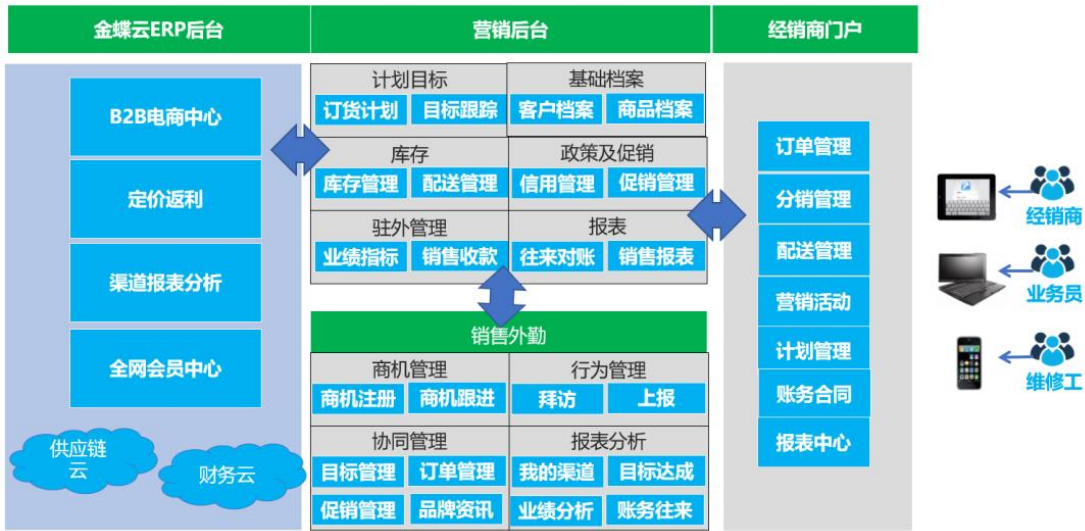 金蝶云ERP后台
营销后台
经销商门户
B2B电商中心
定价返利
渠道报表分析
全网会员中心
供应链
云
财务云
计划目标
订货计划 目标跟踪
基础档案
客户档案 商品档案
库存
库存管理 配送管理
政策及促销
信用管理 促销管理
驻外管理
业绩指标 销售收款
报表
往来对账 销售报表
销售外勤
商机管理
商机注册 商机跟进
行为管理
拜访 上报
协同管理
目标管理 订单管理
促销管理 品牌资讯
报表分析
我的渠道 目标达成
业绩分析 账务往来
订单管理
分销管理
配送管理
营销活动
计划管理
账务合同
报表中心
经销商
业务员
维修工